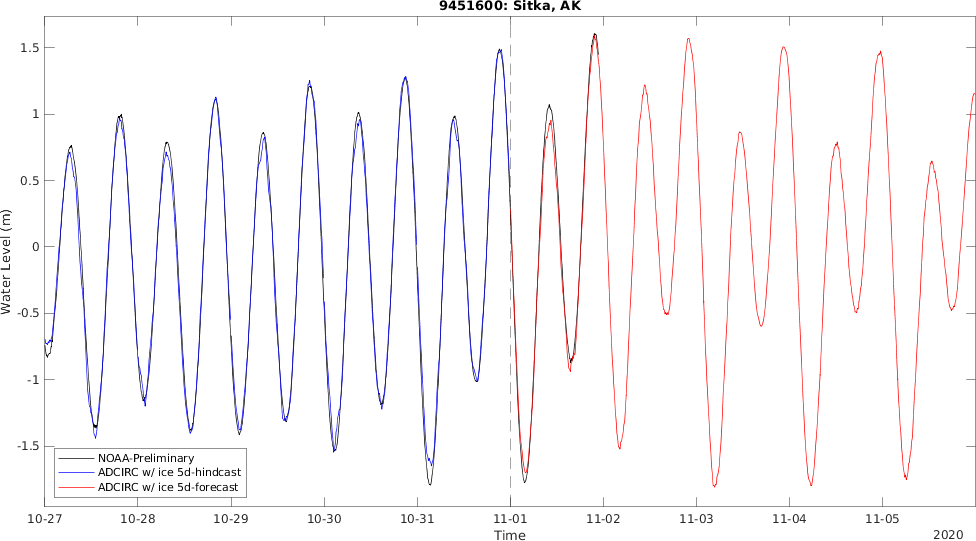 9451600: Sitka, AK
Water Level (m)
1.5
1
0.5
0
-0.5
-1
-1.5
NOAA-Preliminary
ADCIRC w/ ice 5d-hindcast
ADCIRC w/ ice 5d-forecast
10-27 10-28 10-29 10-30 10-31 11-01 11-02 11-03 11-04 11-05
Time
2020